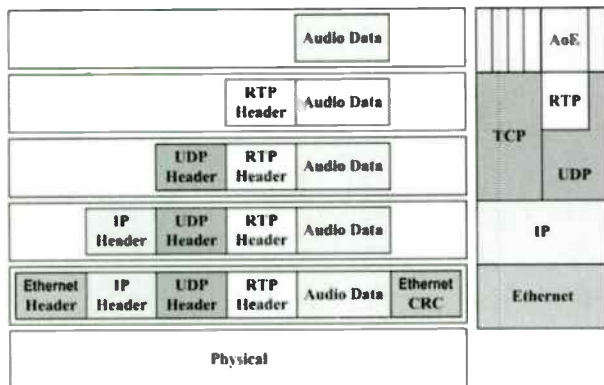 Audio Data
RTP Header Audio Data
UDP Header RTP Header Audio Data
IP Header UDP Header RTP Header Audio Data
Ethernet Header IP Header UDP Header RTP Header Audio Data Ethernet CRC
Physical
AoE
RTP
TCP
UDP
IP
Ethernet